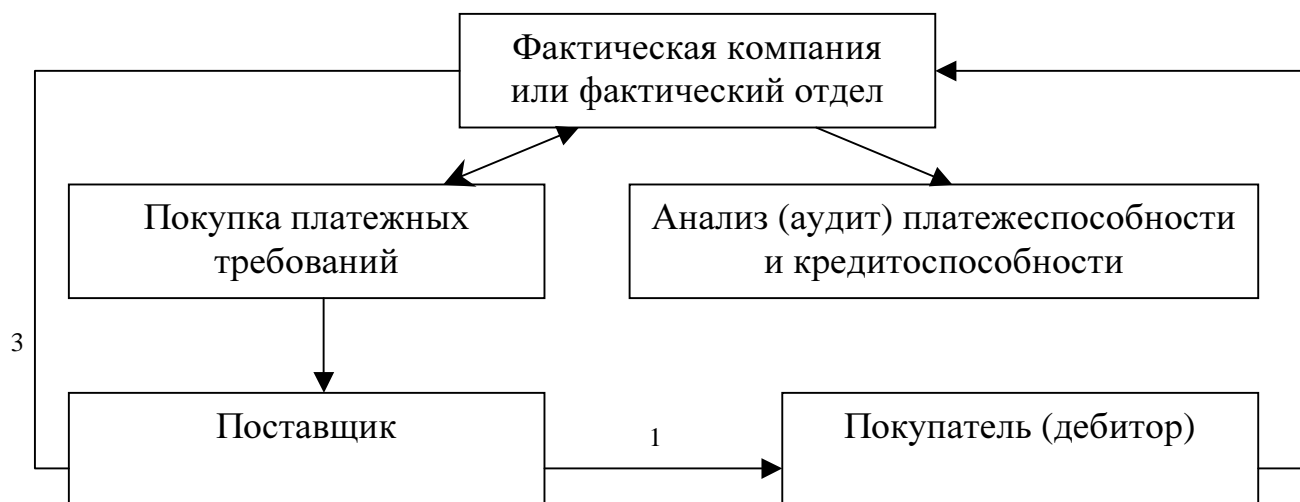 Фактическая компания
или фактический отдел
Покупка платежных
требований
Анализ (аудит) платежеспособности
и кредитоспособности
3
Поставщик
1
Покупатель (дебитор)